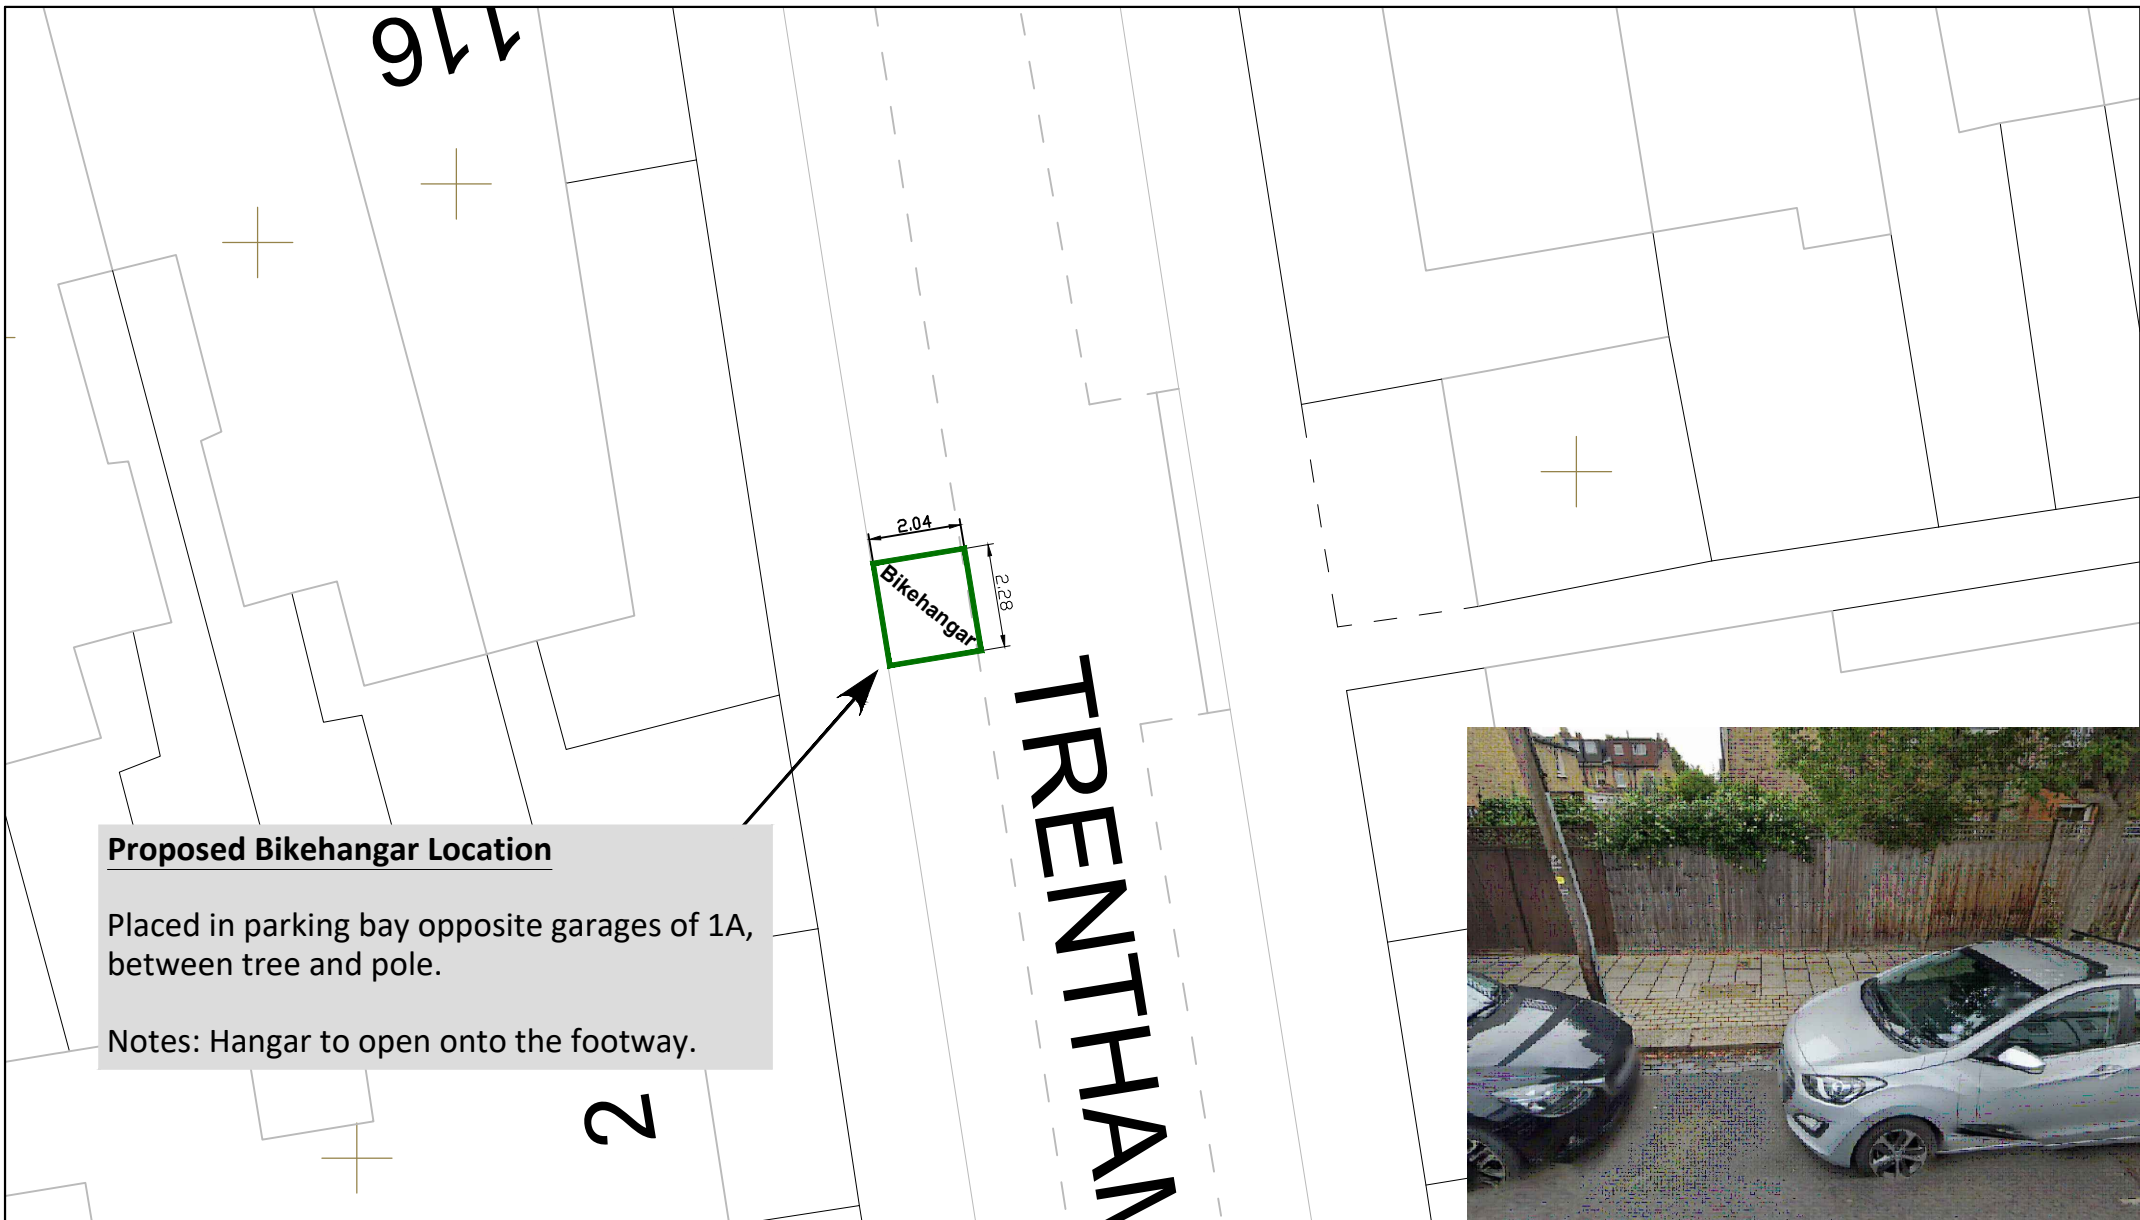 116
2.04
2.28
Bikehangar
TRENTHAM
Proposed Bikehangar Location
Placed in parking bay opposite garages of 1A,
between tree and pole.
Notes: Hangar to open onto the footway.
2